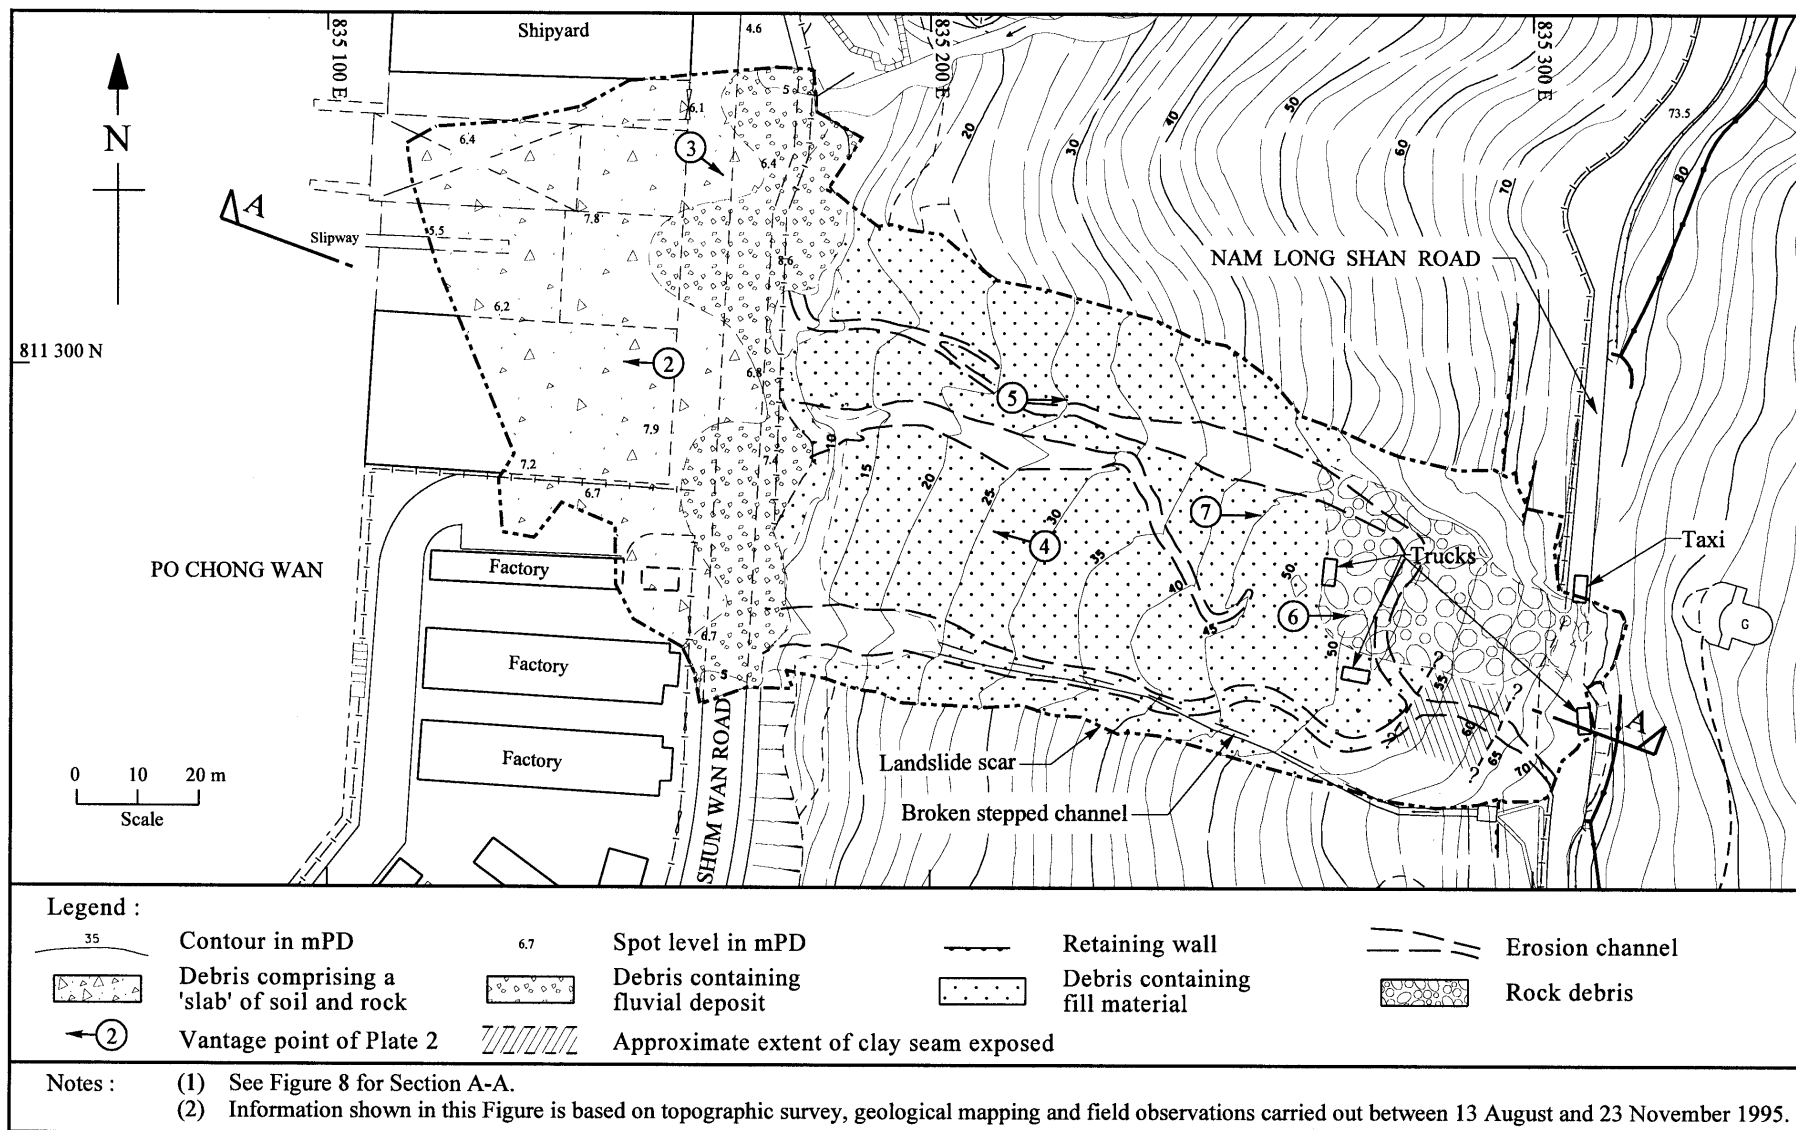 Shipyard
4.6
835 100 E
835 200 E
835 300 E
5
6.1
20
30
40
50
60
70
73.5
80
N
6.4
3
6.4
A
7.8
5.5
Slipway
8.6
NAM LONG SHAN ROAD
6.2
811 300 N
2
6.8
5
7.9
10
7.4
7.2
15
20
25
30
35
40
45
6.7
7
4
Trucks
Taxi
PO CHONG WAN
Factory
50
6
G
6.7
Factory
50
?
55
?
5
A
60
?
65
70
?
Landslide scar
Factory
0 10 20 m
Scale
SHUM WAN ROAD
Broken stepped channel
Legend :
35 Contour in mPD
6.7 Spot level in mPD
Retaining wall
Erosion channel
Debris comprising a
'slab' of soil and rock
Debris containing
fluvial deposit
Debris containing
fill material
Rock debris
2 Vantage point of Plate 2
Approximate extent of clay seam exposed
Notes :
(1) See Figure 8 for Section A-A.
(2) Information shown in this Figure is based on topographic survey, geological mapping and field observations carried out between 13 August and 23 November 1995.